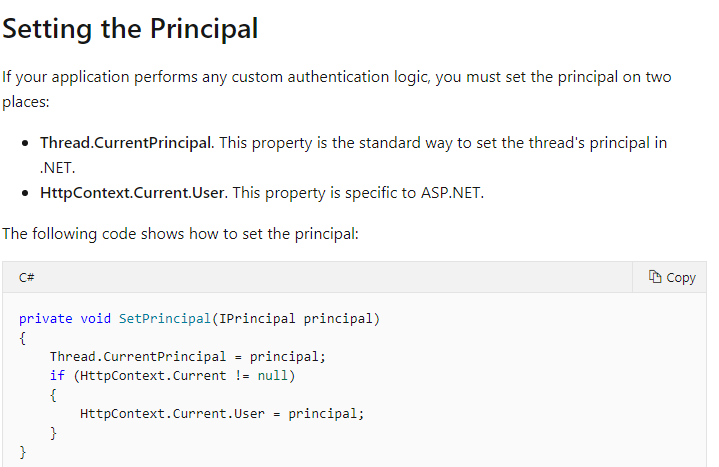 Setting the Principal
If your application performs any custom authentication logic, you must set the principal on two
places:
• Thread.CurrentPrincipal. This property is the standard way to set the thread's principal in
.NET.
• HttpContext.Current.User. This property is specific to ASP.NET.
The following code shows how to set the principal:
C# Copy
private void SetPrincipal(IPrincipal principal)
{
    Thread.CurrentPrincipal = principal;
    if (HttpContext.Current != null)
    {
        HttpContext.Current.User = principal;
    }
}